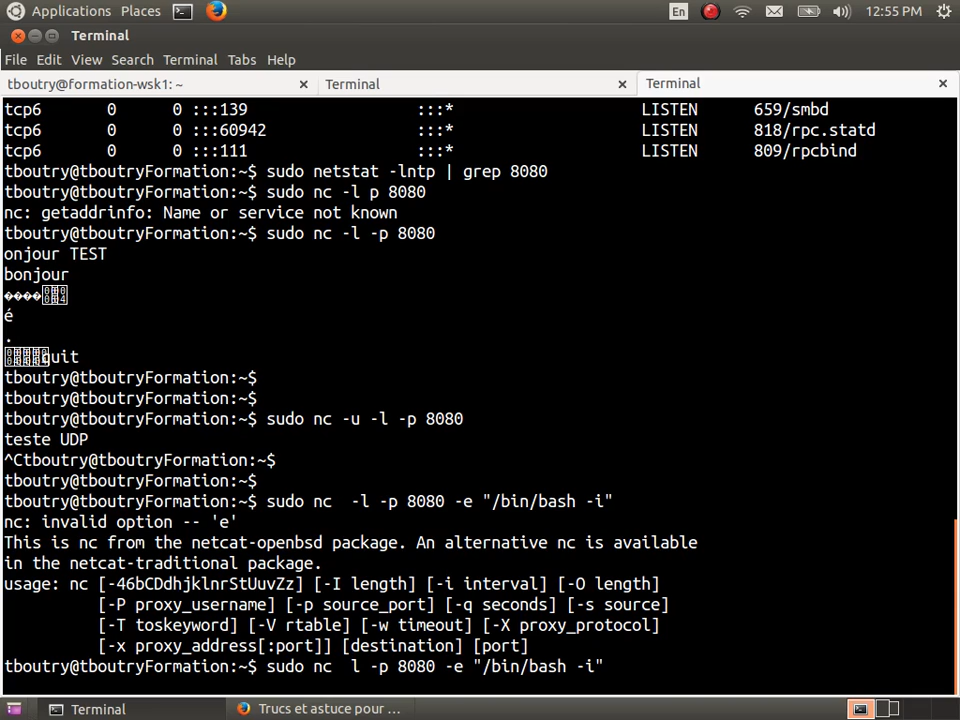 Applications Places En 12:55 PM
Terminal
File Edit View Search Terminal Tabs Help
tboutry@formation-wsk1: ~ Terminal Terminal
tcp6 0 0 :::139 :::* LISTEN 659/smbd
tcp6 0 0 :::60942 :::* LISTEN 818/rpc.statd
tcp6 0 0 :::111 :::* LISTEN 809/rpcbind
tboutry@tboutryFormation:~$ sudo netstat -lntp | grep 8080
tboutry@tboutryFormation:~$ sudo nc -l p 8080
nc: getaddrinfo: Name or service not known
tboutry@tboutryFormation:~$ sudo nc -l -p 8080
onjour TEST
bonjour
����
é
.
quit
tboutry@tboutryFormation:~$
tboutry@tboutryFormation:~$
tboutry@tboutryFormation:~$ sudo nc -u -l -p 8080
teste UDP
^Ctboutry@tboutryFormation:~$
tboutry@tboutryFormation:~$
tboutry@tboutryFormation:~$ sudo nc  -l -p 8080 -e "/bin/bash -i"
nc: invalid option -- 'e'
This is nc from the netcat-openbsd package. An alternative nc is available
in the netcat-traditional package.
usage: nc [-46bCDdhjklnrStUuvZz] [-I length] [-i interval] [-O length]
[-P proxy_username] [-p source_port] [-q seconds] [-s source]
[-T toskeyword] [-V rtable] [-w timeout] [-X proxy_protocol]
[-x proxy_address[:port]] [destination] [port]
tboutry@tboutryFormation:~$ sudo nc  l -p 8080 -e "/bin/bash -i"
Terminal Trucs et astuce pour ...